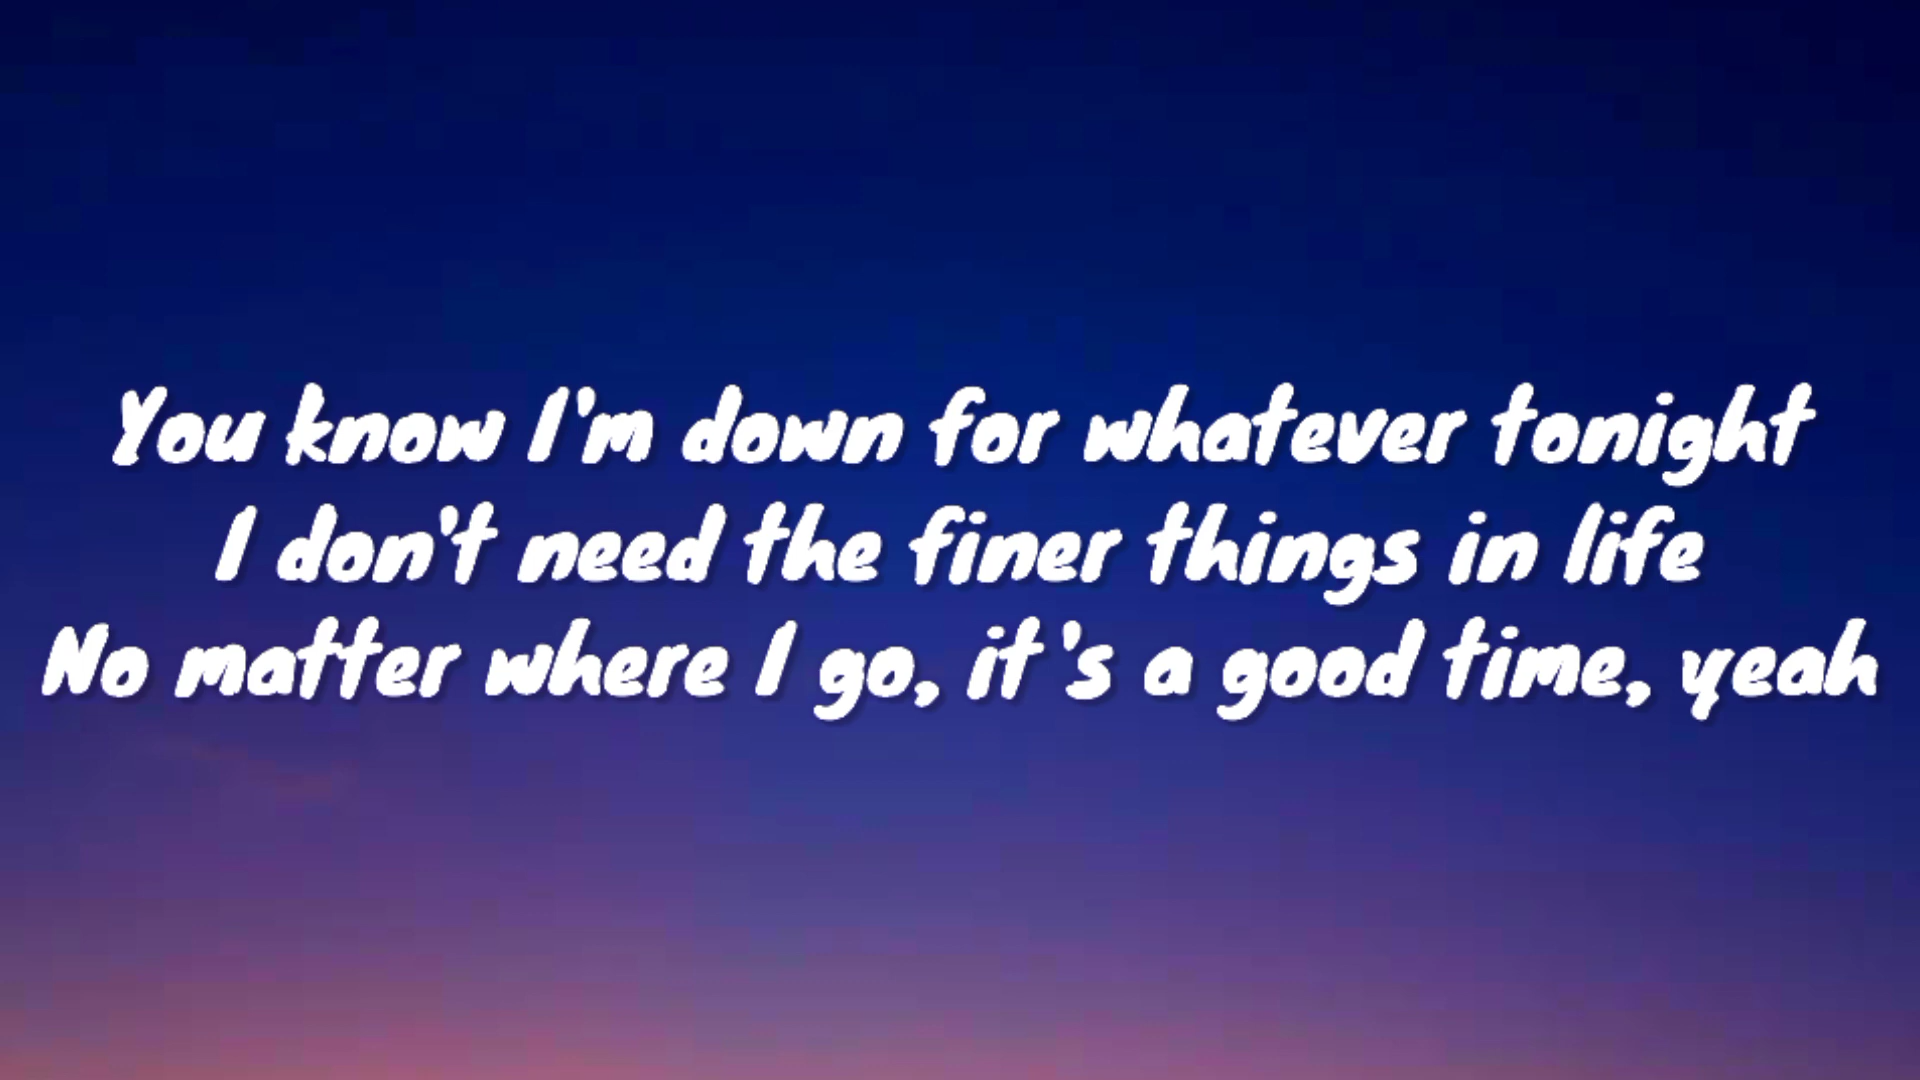 You know I'm down for whatever tonight
I don't need the finer things in life
No matter where I go, it's a good time, yeah